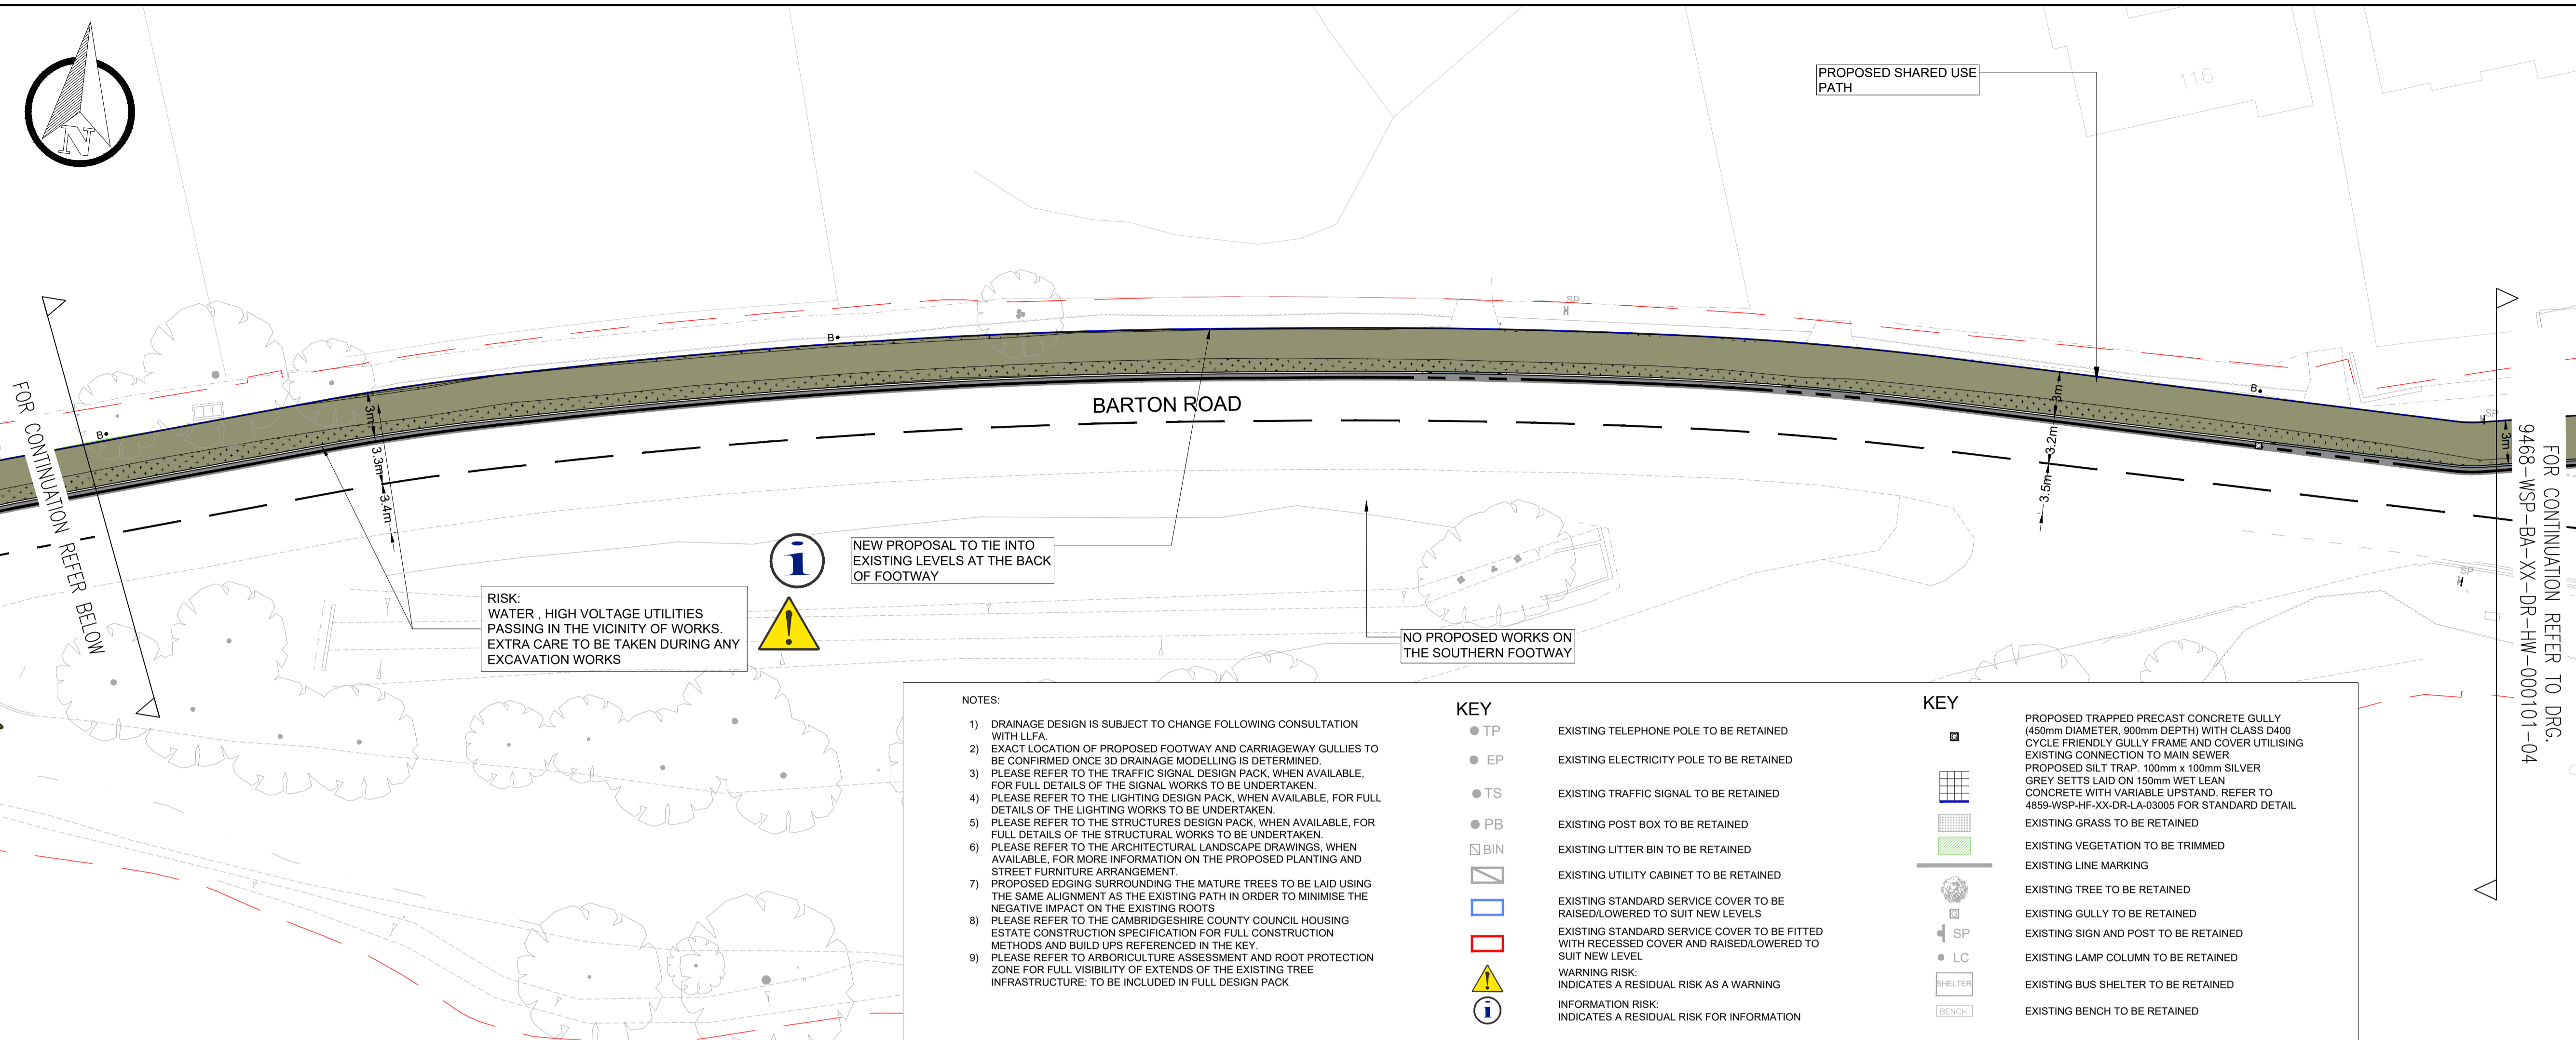 N
PROPOSED SHARED USE
PATH
116
SP
B
B
B
SP
3m
3.3m
3.4m
BARTON ROAD
3m
3.2m
3.5m
3m
SP
FOR CONTINUATION REFER BELOW
FOR CONTINUATION REFER TO DRG.
9468-WSP-BA-XX-DR-HW-000101-04
NEW PROPOSAL TO TIE INTO
EXISTING LEVELS AT THE BACK
OF FOOTWAY
RISK:
WATER , HIGH VOLTAGE UTILITIES
PASSING IN THE VICINITY OF WORKS.
EXTRA CARE TO BE TAKEN DURING ANY
EXCAVATION WORKS
NO PROPOSED WORKS ON
THE SOUTHERN FOOTWAY
NOTES:
1) DRAINAGE DESIGN IS SUBJECT TO CHANGE FOLLOWING CONSULTATION
WITH LLFA.
2) EXACT LOCATION OF PROPOSED FOOTWAY AND CARRIAGEWAY GULLIES TO
BE CONFIRMED ONCE 3D DRAINAGE MODELLING IS DETERMINED.
3) PLEASE REFER TO THE TRAFFIC SIGNAL DESIGN PACK, WHEN AVAILABLE,
FOR FULL DETAILS OF THE SIGNAL WORKS TO BE UNDERTAKEN.
4) PLEASE REFER TO THE LIGHTING DESIGN PACK, WHEN AVAILABLE, FOR FULL
DETAILS OF THE LIGHTING WORKS TO BE UNDERTAKEN.
5) PLEASE REFER TO THE STRUCTURES DESIGN PACK, WHEN AVAILABLE, FOR
FULL DETAILS OF THE STRUCTURAL WORKS TO BE UNDERTAKEN.
6) PLEASE REFER TO THE ARCHITECTURAL LANDSCAPE DRAWINGS, WHEN
AVAILABLE, FOR MORE INFORMATION ON THE PROPOSED PLANTING AND
STREET FURNITURE ARRANGEMENT.
7) PROPOSED EDGING SURROUNDING THE MATURE TREES TO BE LAID USING
THE SAME ALIGNMENT AS THE EXISTING PATH IN ORDER TO MINIMISE THE
NEGATIVE IMPACT ON THE EXISTING ROOTS
8) PLEASE REFER TO THE CAMBRIDGESHIRE COUNTY COUNCIL HOUSING
ESTATE CONSTRUCTION SPECIFICATION FOR FULL CONSTRUCTION
METHODS AND BUILD UPS REFERENCED IN THE KEY.
9) PLEASE REFER TO ARBORICULTURE ASSESSMENT AND ROOT PROTECTION
ZONE FOR FULL VISIBILITY OF EXTENDS OF THE EXISTING TREE
INFRASTRUCTURE: TO BE INCLUDED IN FULL DESIGN PACK
KEY
TP EXISTING TELEPHONE POLE TO BE RETAINED
EP EXISTING ELECTRICITY POLE TO BE RETAINED
TS EXISTING TRAFFIC SIGNAL TO BE RETAINED
PB EXISTING POST BOX TO BE RETAINED
BIN EXISTING LITTER BIN TO BE RETAINED
EXISTING UTILITY CABINET TO BE RETAINED
EXISTING STANDARD SERVICE COVER TO BE
RAISED/LOWERED TO SUIT NEW LEVELS
EXISTING STANDARD SERVICE COVER TO BE FITTED
WITH RECESSED COVER AND RAISED/LOWERED TO
SUIT NEW LEVEL
WARNING RISK:
INDICATES A RESIDUAL RISK AS A WARNING
INFORMATION RISK:
INDICATES A RESIDUAL RISK FOR INFORMATION
KEY
PROPOSED TRAPPED PRECAST CONCRETE GULLY
(450mm DIAMETER, 900mm DEPTH) WITH CLASS D400
CYCLE FRIENDLY GULLY FRAME AND COVER UTILISING
EXISTING CONNECTION TO MAIN SEWER
PROPOSED SILT TRAP. 100mm x 100mm SILVER
GREY SETTS LAID ON 150mm WET LEAN
CONCRETE WITH VARIABLE UPSTAND. REFER TO
4859-WSP-HF-XX-DR-LA-03005 FOR STANDARD DETAIL
EXISTING GRASS TO BE RETAINED
EXISTING VEGETATION TO BE TRIMMED
EXISTING LINE MARKING
EXISTING TREE TO BE RETAINED
EXISTING GULLY TO BE RETAINED
SP EXISTING SIGN AND POST TO BE RETAINED
LC EXISTING LAMP COLUMN TO BE RETAINED
SHELTER EXISTING BUS SHELTER TO BE RETAINED
BENCH EXISTING BENCH TO BE RETAINED